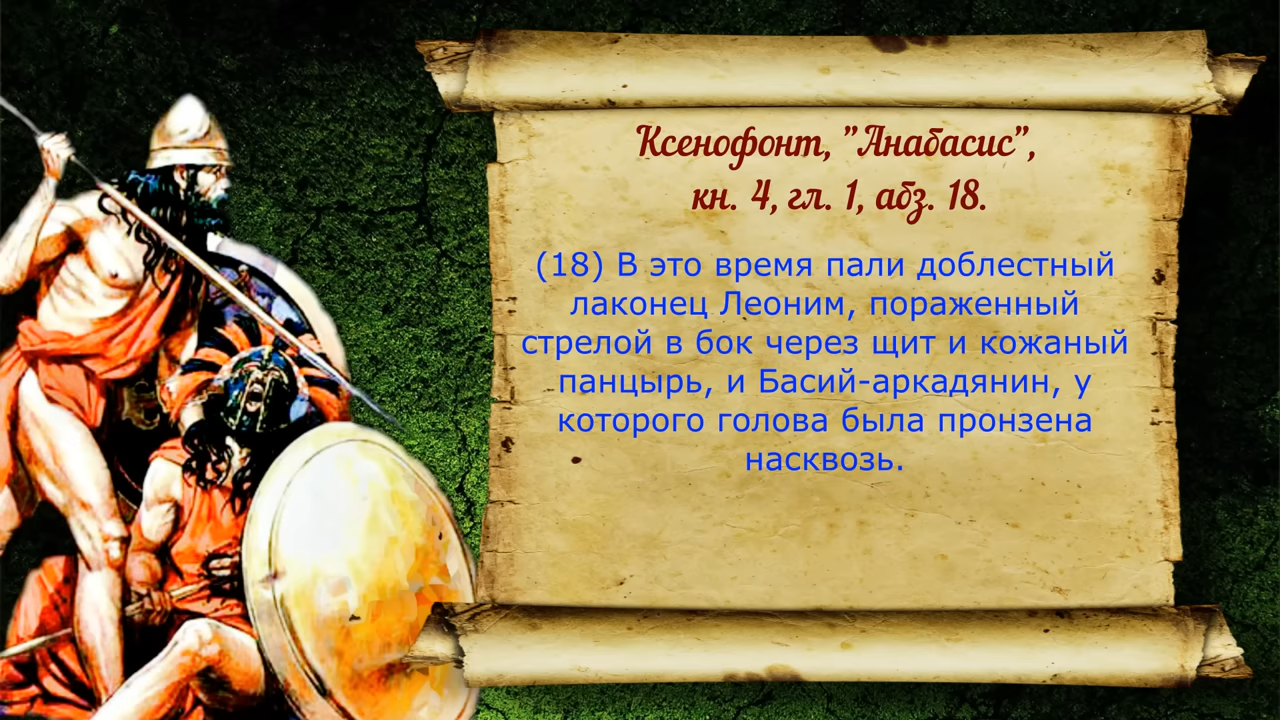 Ксенофонт, "Анабасис",
кн. 4, гл. 1, абз. 18.
(18) В это время пали доблестный
лаконец Леоним, пораженный
стрелой в бок через щит и кожаный
панцырь, и Басий-аркадянин, у
которого голова была пронзена
насквозь.